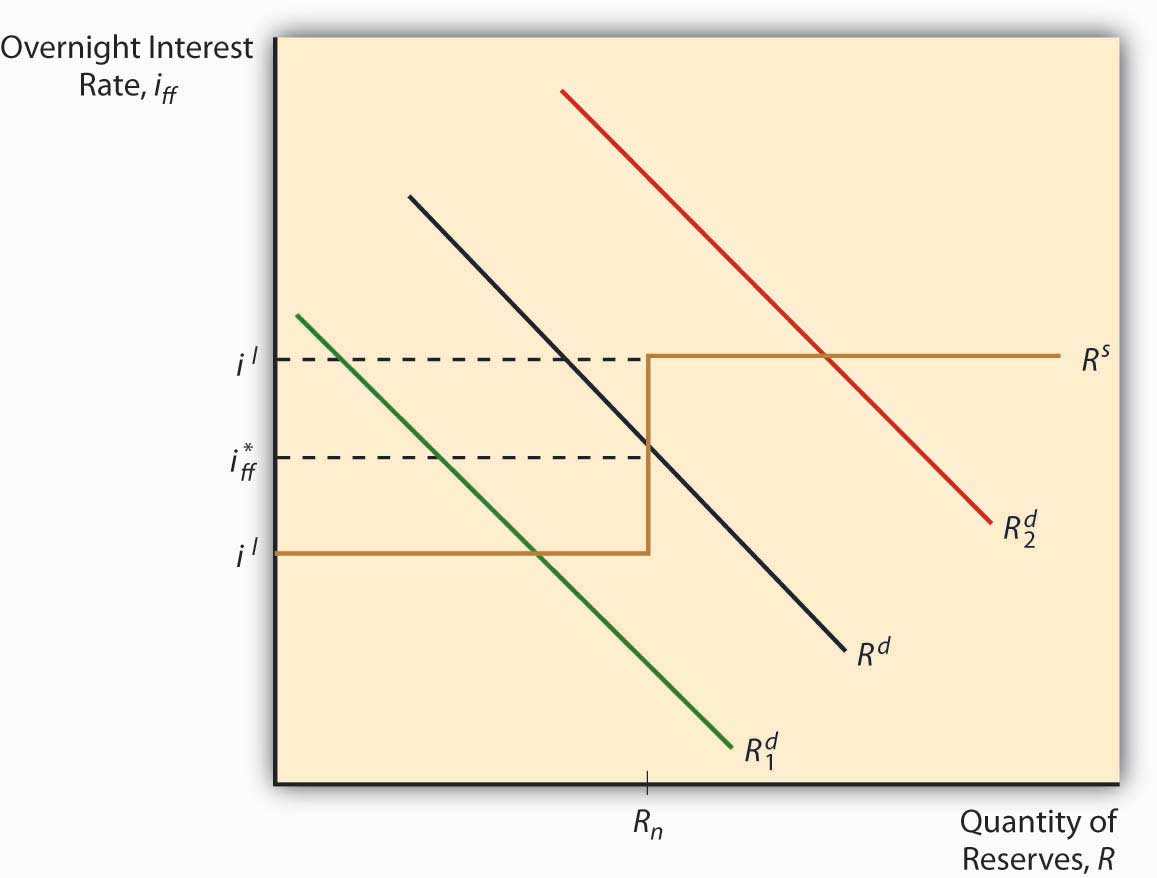 Overnight Interest
Rate, i_ff
i^l
R^s
i^*_ff
i^l
R^d_2
R^d
R^d_1
R_n
Quantity of
Reserves, R